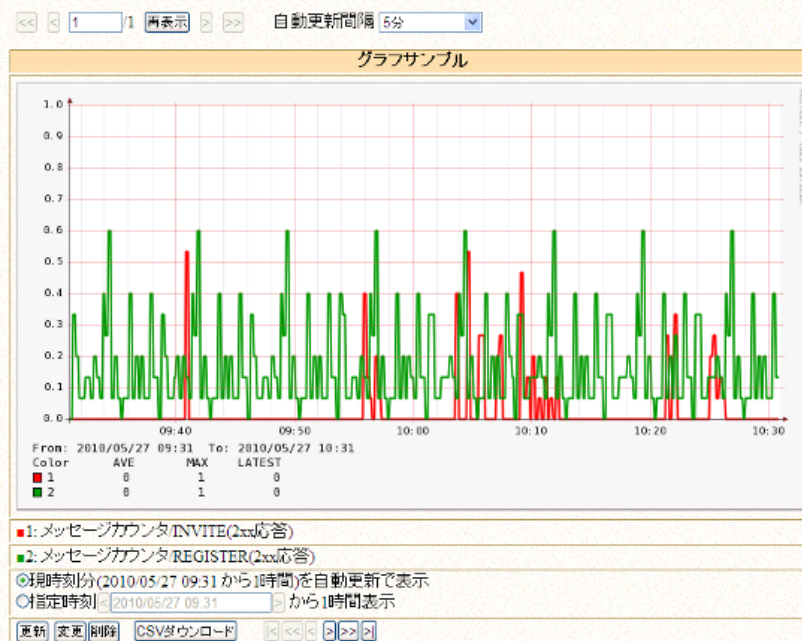 << < 1 /1 再表示 > >> 自動更新間隔 5分
グラフサンプル
1.0
0.9
0.8
0.7
0.6
0.5
0.4
0.3
0.2
0.1
0.0
09:40 09:50 10:00 10:10 10:20 10:30
From: 2010/05/27 09:31 To: 2010/05/27 10:31
Color AVE MAX LATEST
1 0 1 0
2 0 1 0
1: メッセージカウンタ/INVITE(2xx応答)
2: メッセージカウンタ/REGISTER(2xx応答)
現時刻分(2010/05/27 09:31 から1時間)を自動更新で表示
指定時刻 < 2010/05/27 09:31 > から1時間表示
更新 変更 削除 CSVダウンロード |< << < > >> >|